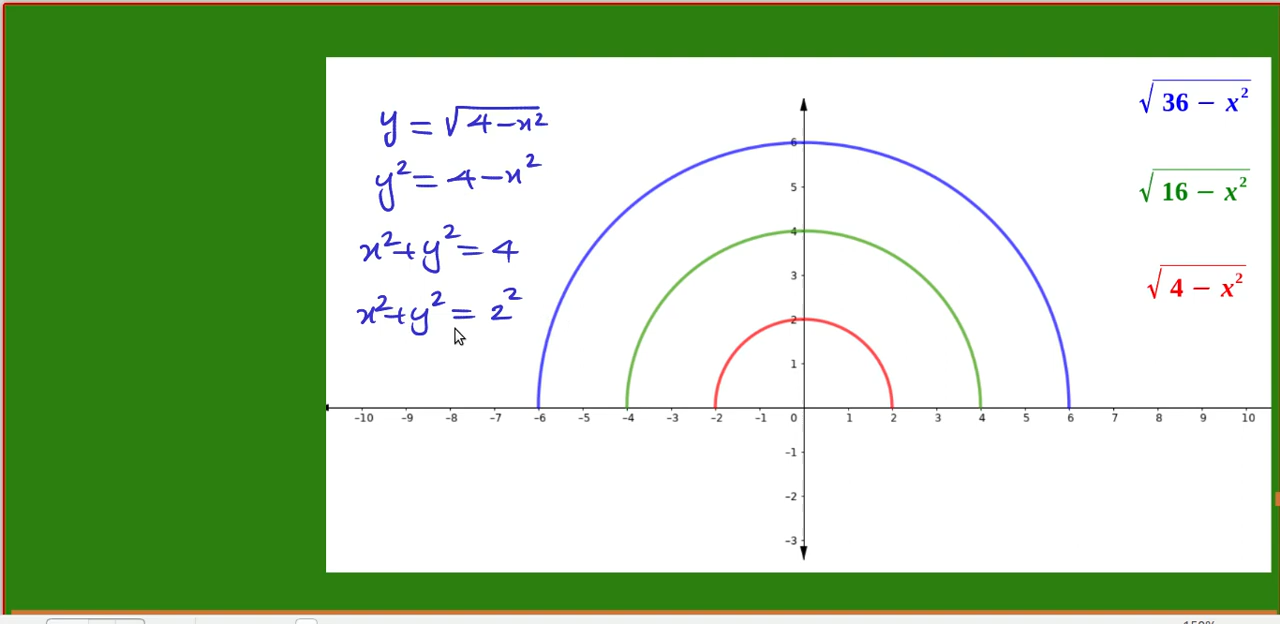 y = √4-x²
y² = 4-x²
x²+y² = 4
x²+y² = 2²
√36 − x²
√16 − x²
√4 − x²
6
5
4
3
2
1
-10 -9 -8 -7 -6 -5 -4 -3 -2 -1 0 1 2 3 4 5 6 7 8 9 10
-1
-2
-3